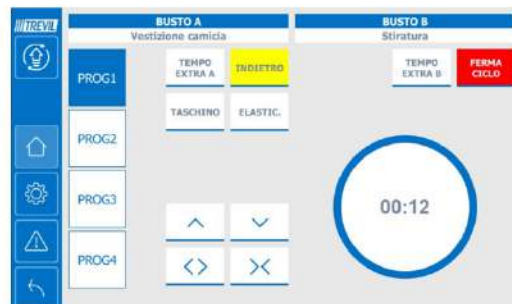 TREVIL
BUSTO A
Vestizione camicia
BUSTO B
Stiratura
PROG1
PROG2
PROG3
PROG4
TEMPO
EXTRA A
INDIETRO
TASCHINO
ELASTIC.
TEMPO
EXTRA B
FERMA
CICLO
00:12